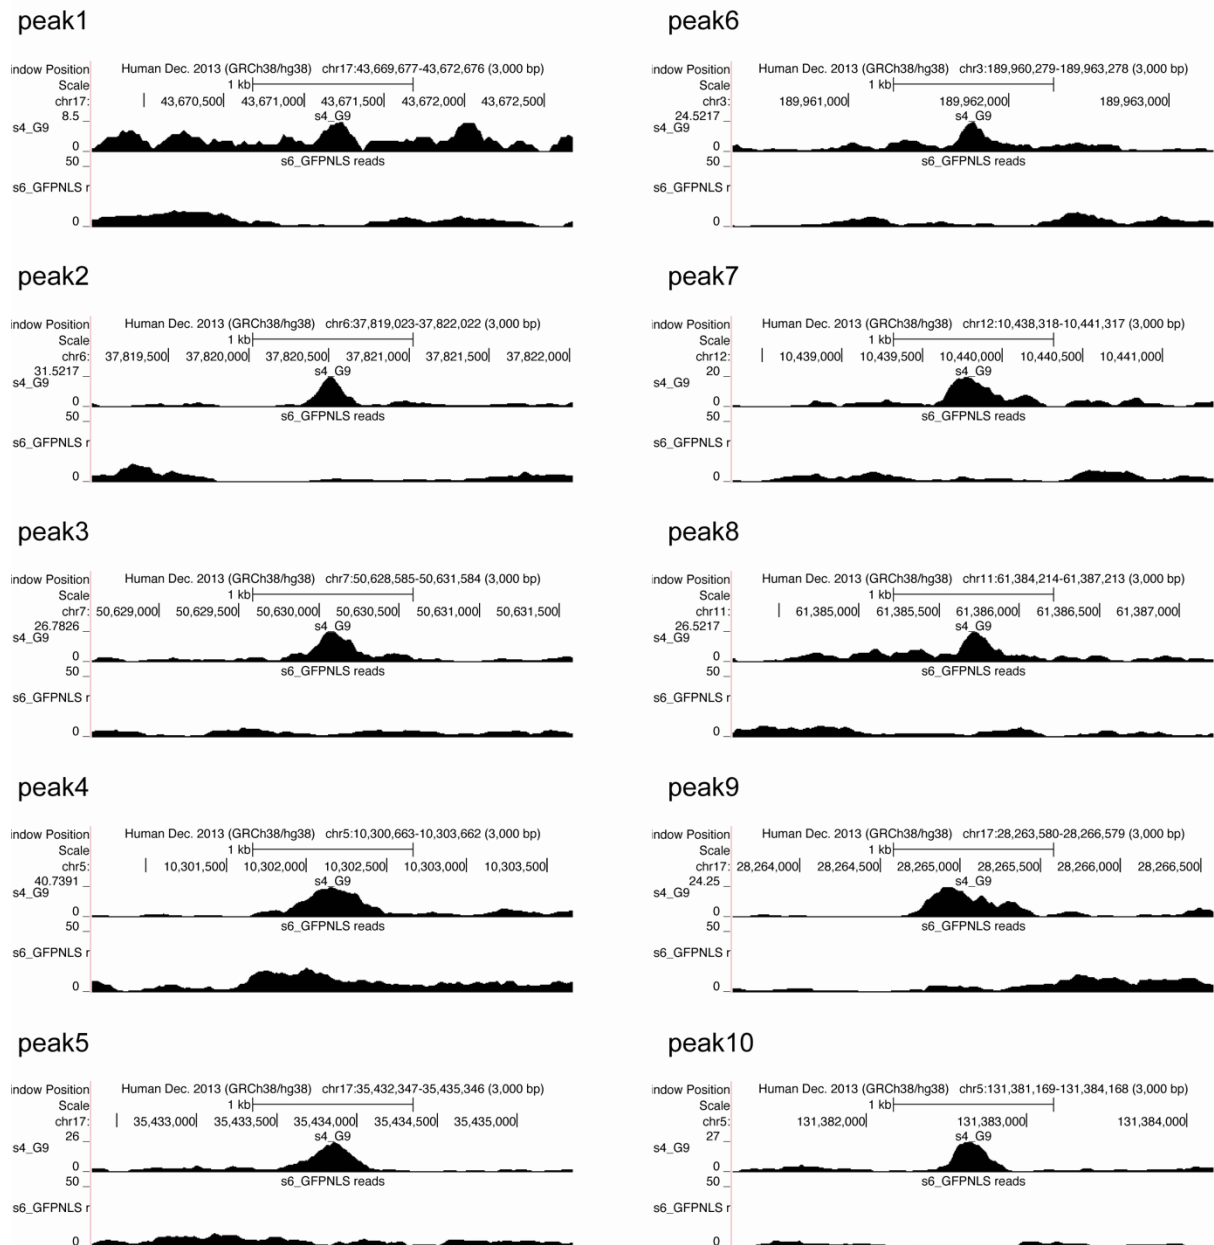 peak1
indow Position Human Dec. 2013 (GRCh38/hg38) chr17:43,669,677-43,672,676 (3,000 bp)
Scale 1 kb
chr17: 43,670,500 43,671,000 43,671,500 43,672,000 43,672,500
8.5 s4_G9
s4_G9
0
50 s6_GFPNLS reads
s6_GFPNLS r
0
peak2
indow Position Human Dec. 2013 (GRCh38/hg38) chr6:37,819,023-37,822,022 (3,000 bp)
Scale 1 kb
chr6: 37,819,500 37,820,000 37,820,500 37,821,000 37,821,500 37,822,000
31.5217 s4_G9
s4_G9
0
50 s6_GFPNLS reads
s6_GFPNLS r
0
peak3
indow Position Human Dec. 2013 (GRCh38/hg38) chr7:50,628,585-50,631,584 (3,000 bp)
Scale 1 kb
chr7: 50,629,000 50,629,500 50,630,000 50,630,500 50,631,000 50,631,500
26.7826 s4_G9
s4_G9
0
50 s6_GFPNLS reads
s6_GFPNLS r
0
peak4
indow Position Human Dec. 2013 (GRCh38/hg38) chr5:10,300,663-10,303,662 (3,000 bp)
Scale 1 kb
chr5: 10,301,500 10,302,000 10,302,500 10,303,000 10,303,500
40.7391 s4_G9
s4_G9
0
50 s6_GFPNLS reads
s6_GFPNLS r
0
peak5
indow Position Human Dec. 2013 (GRCh38/hg38) chr17:35,432,347-35,435,346 (3,000 bp)
Scale 1 kb
chr17: 35,433,000 35,433,500 35,434,000 35,434,500 35,435,000
26 s4_G9
s4_G9
0
50 s6_GFPNLS reads
s6_GFPNLS r
0
peak6
indow Position Human Dec. 2013 (GRCh38/hg38) chr3:189,960,279-189,963,278 (3,000 bp)
Scale 1 kb
chr3: 189,961,000 189,962,000 189,963,000
24.5217 s4_G9
s4_G9
0
50 s6_GFPNLS reads
s6_GFPNLS r
0
peak7
indow Position Human Dec. 2013 (GRCh38/hg38) chr12:10,438,318-10,441,317 (3,000 bp)
Scale 1 kb
chr12: 10,439,000 10,439,500 10,440,000 10,440,500 10,441,000
20 s4_G9
s4_G9
0
50 s6_GFPNLS reads
s6_GFPNLS r
0
peak8
indow Position Human Dec. 2013 (GRCh38/hg38) chr11:61,384,214-61,387,213 (3,000 bp)
Scale 1 kb
chr11: 61,385,000 61,385,500 61,386,000 61,386,500 61,387,000
26.5217 s4_G9
s4_G9
0
50 s6_GFPNLS reads
s6_GFPNLS r
0
peak9
indow Position Human Dec. 2013 (GRCh38/hg38) chr17:28,263,580-28,266,579 (3,000 bp)
Scale 1 kb
chr17: 28,264,000 28,264,500 28,265,000 28,265,500 28,266,000 28,266,500
24.25 s4_G9
s4_G9
0
50 s6_GFPNLS reads
s6_GFPNLS r
0
peak10
indow Position Human Dec. 2013 (GRCh38/hg38) chr5:131,381,169-131,384,168 (3,000 bp)
Scale 1 kb
chr5: 131,382,000 131,383,000 131,384,000
27 s4_G9
s4_G9
0
50 s6_GFPNLS reads
s6_GFPNLS r
0